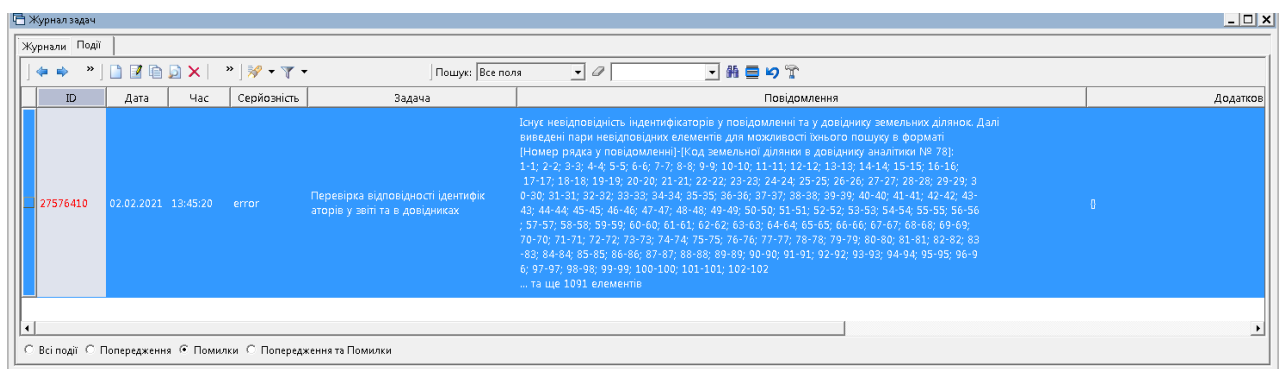 Журнал задач
Журнали Події
» » Пошук: Все поля
ID Дата Час Серйозність Задача Повідомлення Додатков
Існує невідповідність індентифікаторів у повідомленні та у довіднику земельних ділянок. Далі
виведені пари невідповідних елементів для можливості їхнього пошуку в форматі
[Номер рядка у повідомленні]-[Код земельної ділянки в довіднику аналітики № 78];
1-1; 2-2; 3-3; 4-4; 5-5; 6-6; 7-7; 8-8; 9-9; 10-10; 11-11; 12-12; 13-13; 14-14; 15-15; 16-16;
17-17; 18-18; 19-19; 20-20; 21-21; 22-22; 23-23; 24-24; 25-25; 26-26; 27-27; 28-28; 29-29; 3
27576410 02.02.2021 13:45:20 error Перевірка відповідності ідентифік
аторів у звіті та в довідниках
0-30; 31-31; 32-32; 33-33; 34-34; 35-35; 36-36; 37-37; 38-38; 39-39; 40-40; 41-41; 42-42; 43-
43; 44-44; 45-45; 46-46; 47-47; 48-48; 49-49; 50-50; 51-51; 52-52; 53-53; 54-54; 55-55; 56-56
; 57-57; 58-58; 59-59; 60-60; 61-61; 62-62; 63-63; 64-64; 65-65; 66-66; 67-67; 68-68; 69-69;
70-70; 71-71; 72-72; 73-73; 74-74; 75-75; 76-76; 77-77; 78-78; 79-79; 80-80; 81-81; 82-82; 83
-83; 84-84; 85-85; 86-86; 87-87; 88-88; 89-89; 90-90; 91-91; 92-92; 93-93; 94-94; 95-95; 96-9
6; 97-97; 98-98; 99-99; 100-100; 101-101; 102-102
... та ще 1091 елементів
Всі події Попередження Помилки Попередження та Помилки